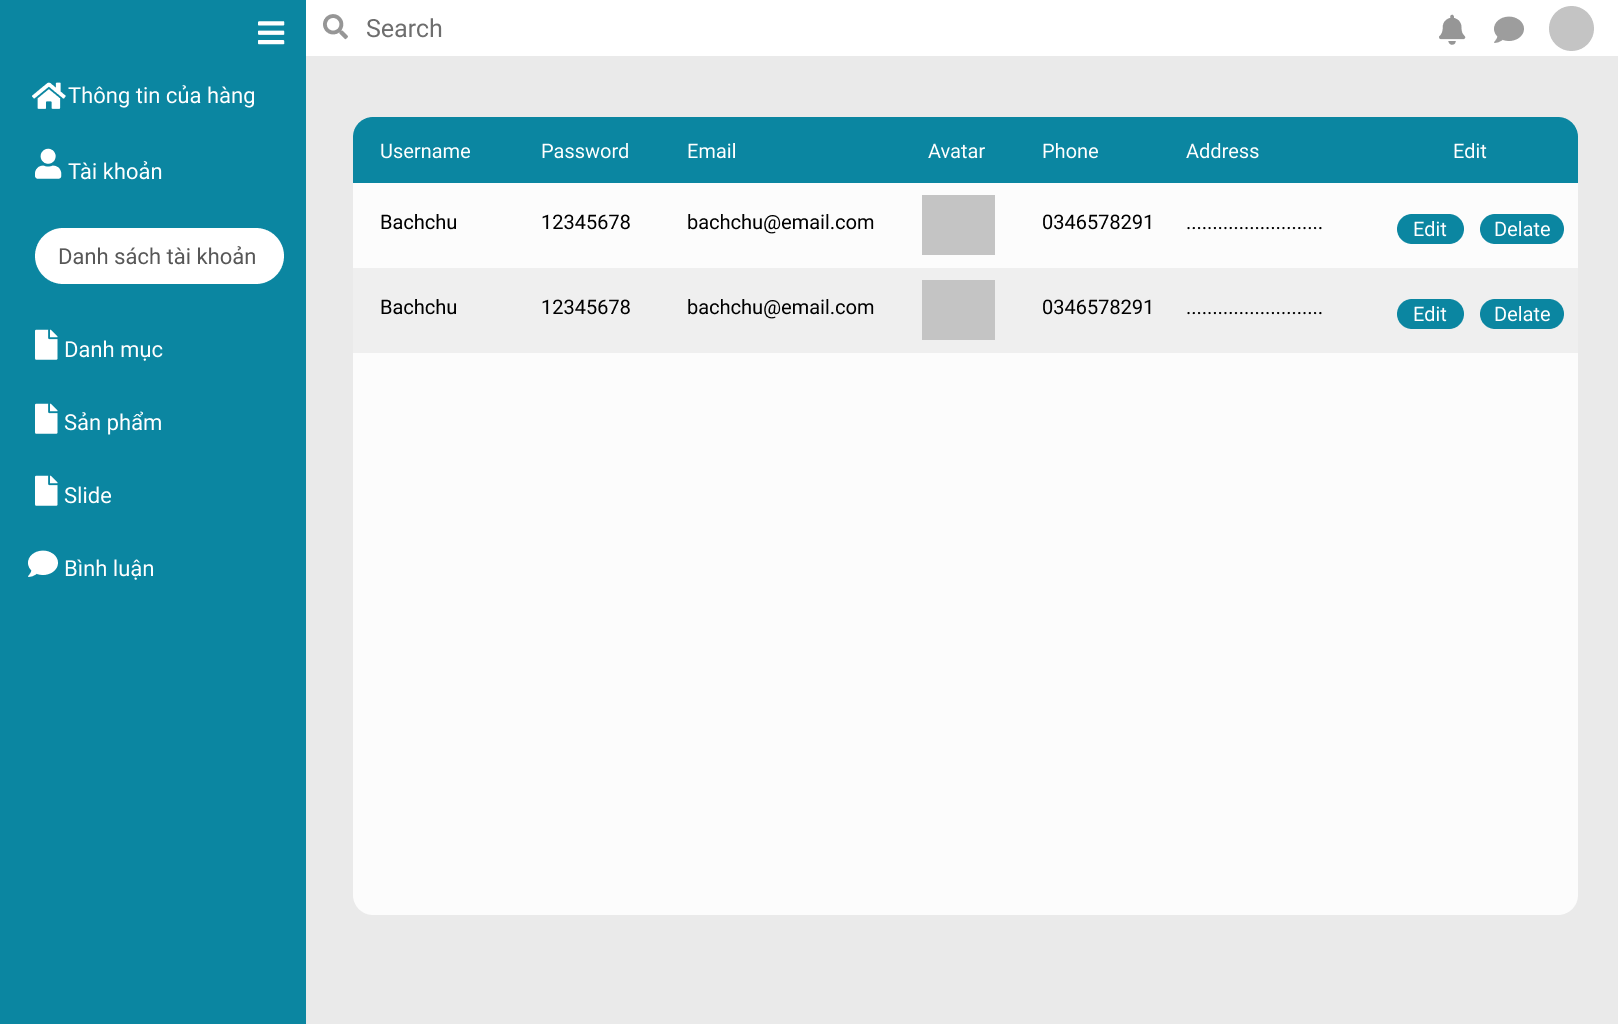 Search
Thông tin của hàng
Tài khoản
Danh sách tài khoản
Danh mục
Sản phẩm
Slide
Bình luận
Username Password Email Avatar Phone Address Edit
Bachchu 12345678 bachchu@email.com 0346578291 .......................... Edit Delate
Bachchu 12345678 bachchu@email.com 0346578291 .......................... Edit Delate